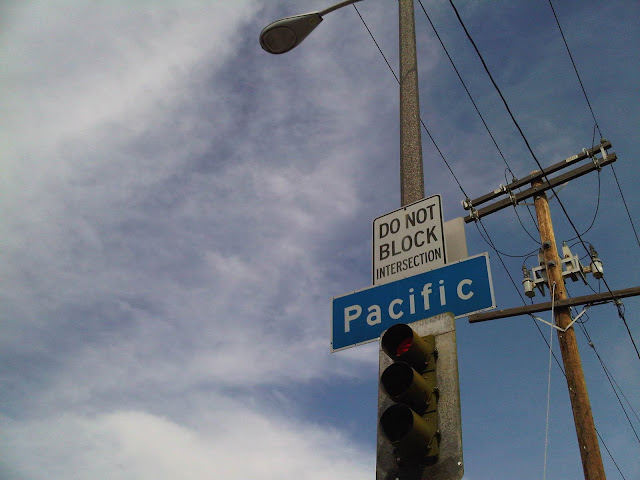 DO NOT
BLOCK
INTERSECTION
Pacific